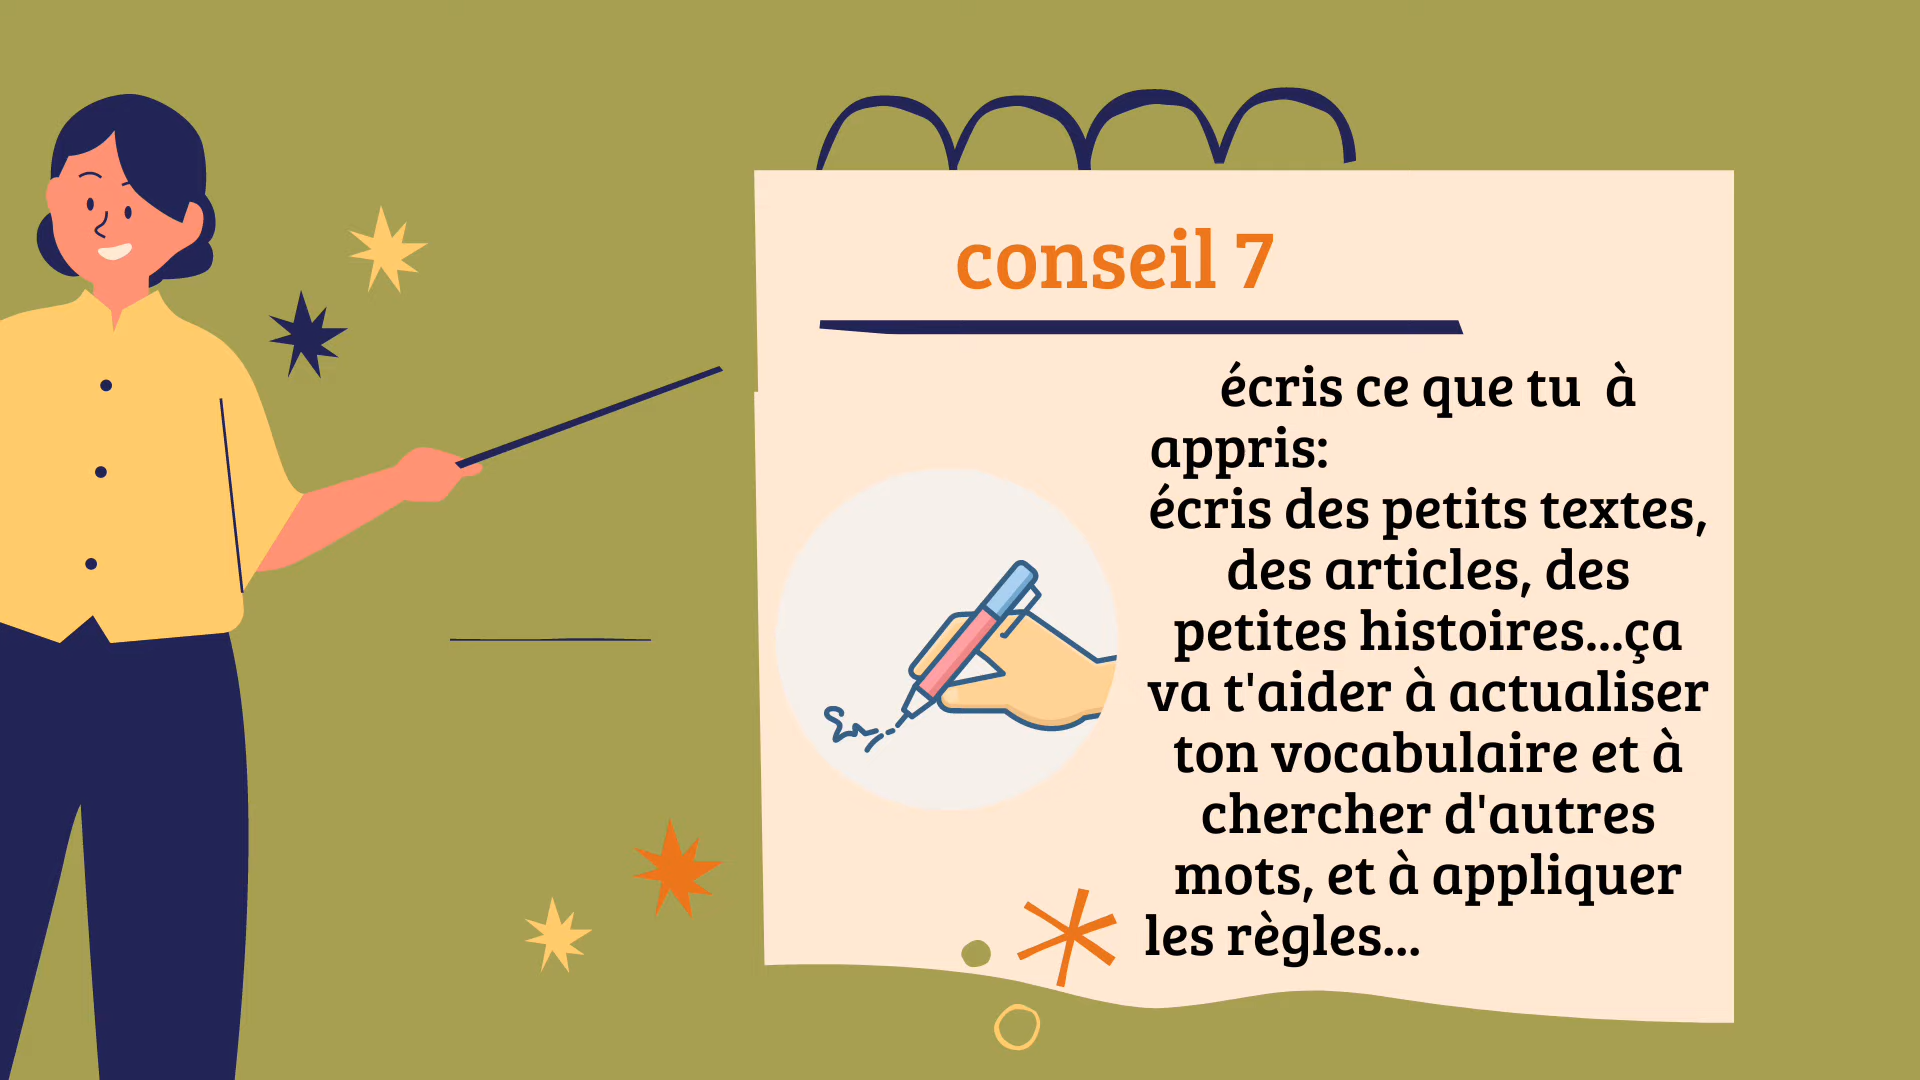 conseil 7
écris ce que tu à
appris:
écris des petits textes,
des articles, des
petites histoires...ça
va t'aider à actualiser
ton vocabulaire et à
chercher d'autres
mots, et à appliquer
les règles...